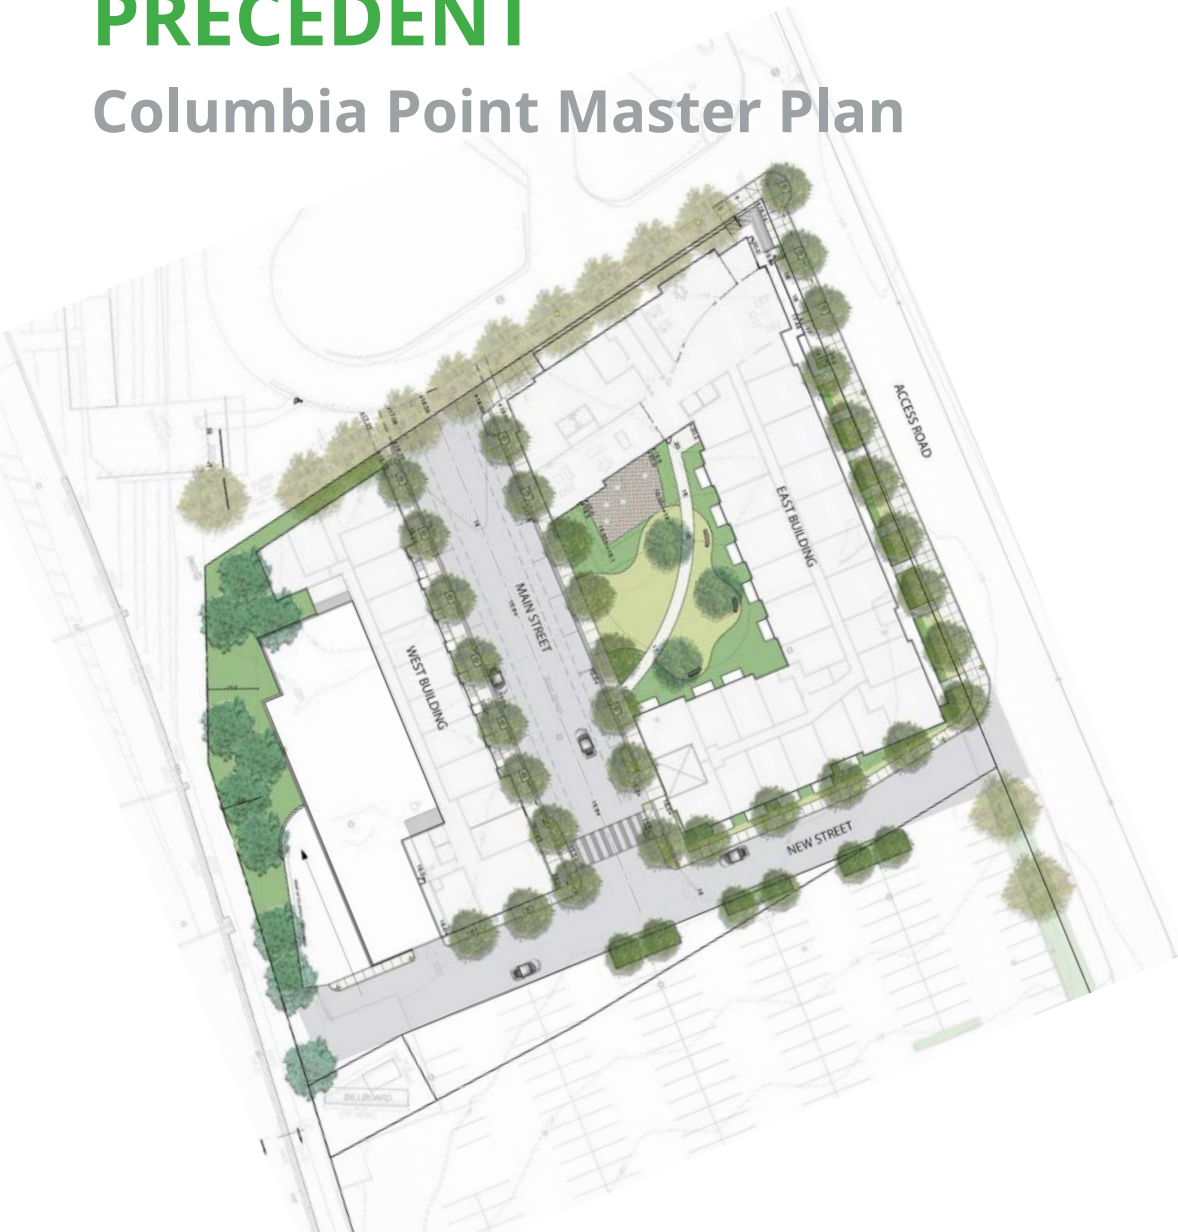 PRECEDENT
Columbia Point Master Plan
ACCESS ROAD
EAST BUILDING
MAIN STREET
WEST BUILDING
NEW STREET
BILLBOARD